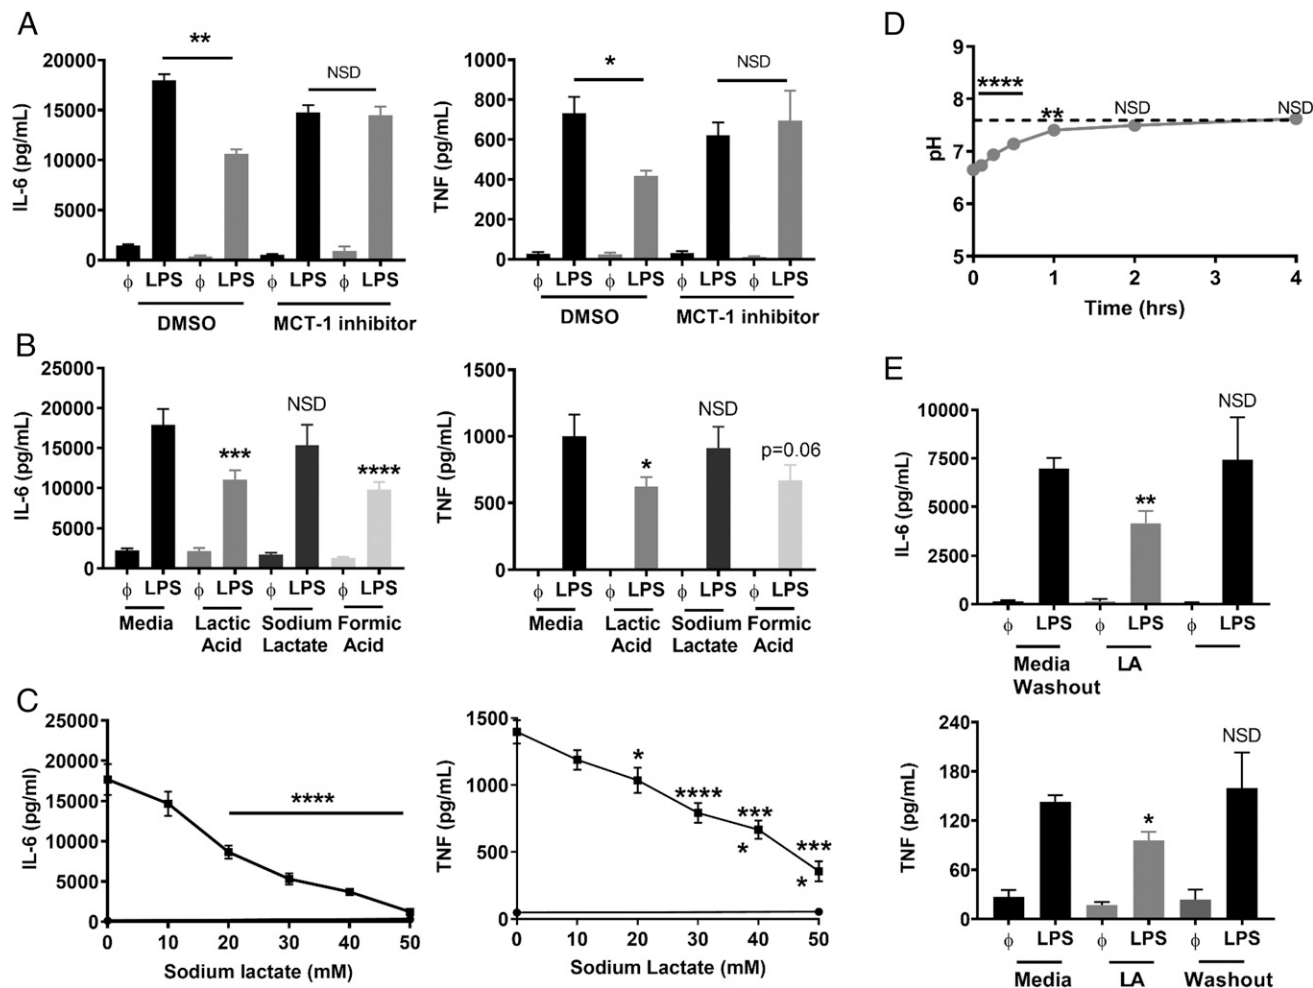 A
IL-6 (pg/mL)
20000
15000
10000
5000
0
**
NSD
ϕ LPS ϕ LPS ϕ LPS ϕ LPS
DMSO MCT-1 inhibitor
TNF (pg/mL)
1000
800
600
400
200
0
*
NSD
ϕ LPS ϕ LPS ϕ LPS ϕ LPS
DMSO MCT-1 inhibitor
B
IL-6 (pg/mL)
25000
20000
15000
10000
5000
0
***
NSD
****
ϕ LPS ϕ LPS ϕ LPS ϕ LPS
Media Lactic Sodium Formic
Acid Lactate Acid
TNF (pg/mL)
1500
1000
500
0
*
NSD
p=0.06
ϕ LPS ϕ LPS ϕ LPS ϕ LPS
Media Lactic Sodium Formic
Acid Lactate Acid
C
IL-6 (pg/ml)
25000
20000
15000
10000
5000
0
****
0 10 20 30 40 50
Sodium lactate (mM)
TNF (pg/mL)
1500
1000
500
0
*
****
***
*
***
*
0 10 20 30 40 50
Sodium Lactate (mM)
D
pH
9
8
7
6
5
****
**
NSD
NSD
0 1 2 3 4
Time (hrs)
E
IL-6 (pg/mL)
10000
7500
5000
2500
0
**
NSD
ϕ LPS ϕ LPS ϕ LPS
Media LA
Washout
TNF (pg/mL)
240
180
120
60
0
*
NSD
ϕ LPS ϕ LPS ϕ LPS
Media LA Washout